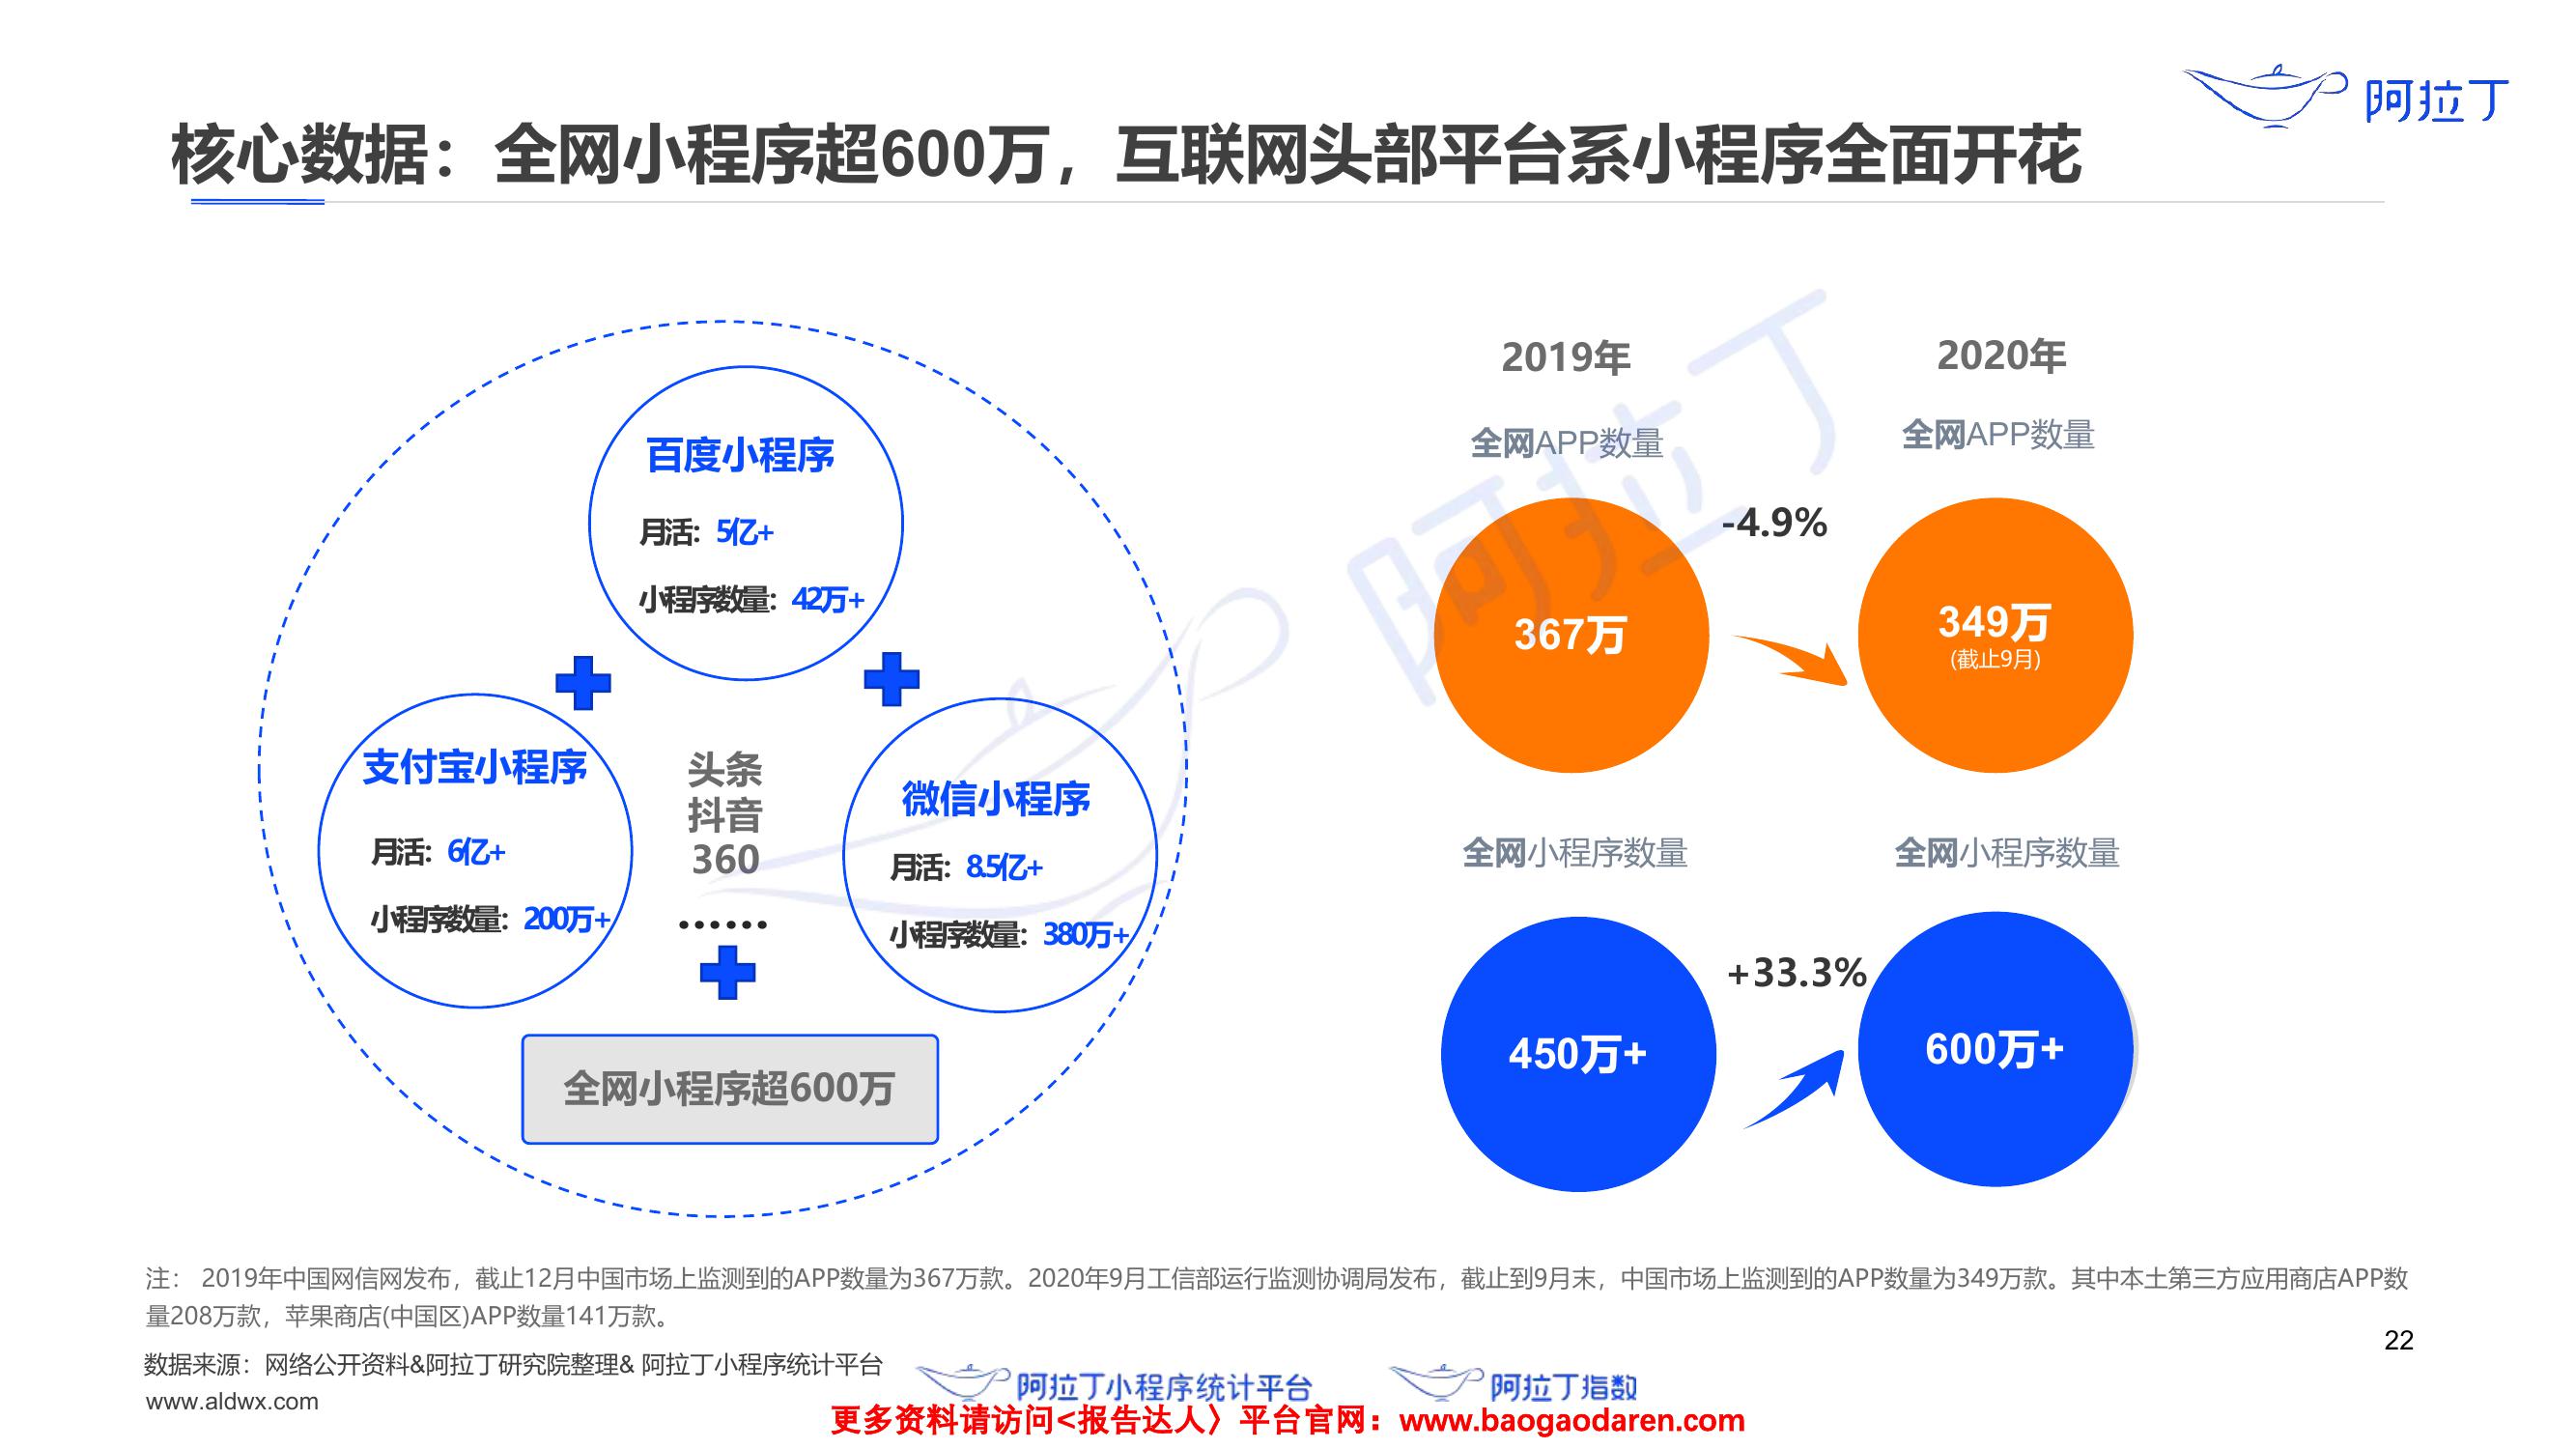 阿拉丁
核心数据：全网小程序超600万，互联网头部平台系小程序全面开花
百度小程序
月活：5亿+
小程序数量：42万+
支付宝小程序
月活：6亿+
小程序数量：200万+
头条
抖音
360
······
微信小程序
月活：8.5亿+
小程序数量：380万+
全网小程序超600万
2019年
2020年
全网APP数量
全网APP数量
367万
-4.9%
349万
(截止9月)
全网小程序数量
全网小程序数量
450万+
+33.3%
600万+
阿拉丁
注： 2019年中国网信网发布，截止12月中国市场上监测到的APP数量为367万款。2020年9月工信部运行监测协调局发布，截止到9月末，中国市场上监测到的APP数量为349万款。其中本土第三方应用商店APP数
量208万款，苹果商店(中国区)APP数量141万款。
数据来源：网络公开资料&阿拉丁研究院整理& 阿拉丁小程序统计平台
www.aldwx.com
阿拉丁小程序统计平台
阿拉丁指数
22
更多资料请访问<报告达人〉平台官网：www.baogaodaren.com